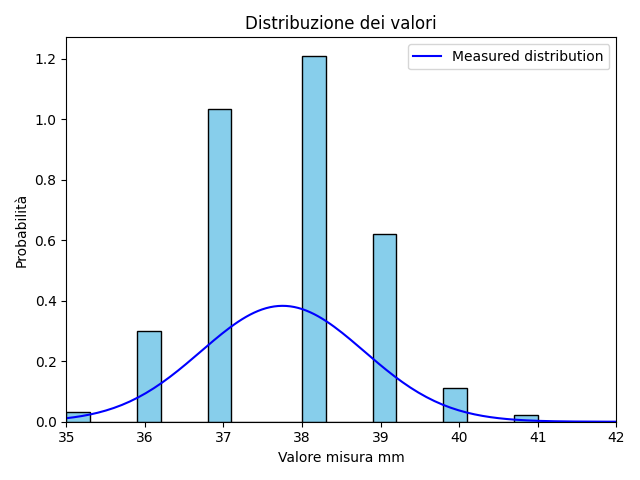 Distribuzione dei valori
Measured distribution
Probabilità
1.2
1.0
0.8
0.6
0.4
0.2
0.0
35 36 37 38 39 40 41 42
Valore misura mm